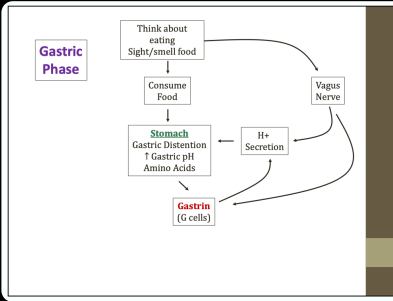 Gastric
Phase
Think about
eating
Sight/smell food
Consume
Food
Vagus
Nerve
Stomach
Gastric Distention
↑ Gastric pH
Amino Acids
H+
Secretion
Gastrin
(G cells)